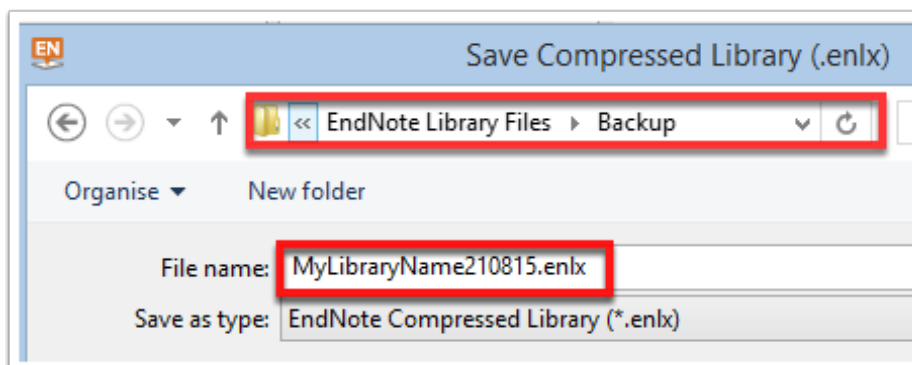 EN
Save Compressed Library (.enlx)
« EndNote Library Files Backup
Organise New folder
File name: MyLibraryName210815.enlx
Save as type: EndNote Compressed Library (*.enlx)